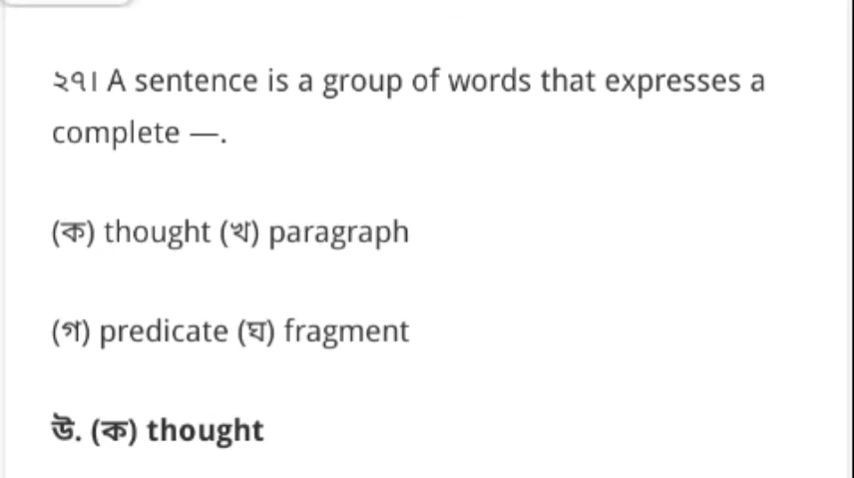 ২৭। A sentence is a group of words that expresses a
complete —.
(ক) thought (খ) paragraph
(গ) predicate (ঘ) fragment
উ. (ক) thought